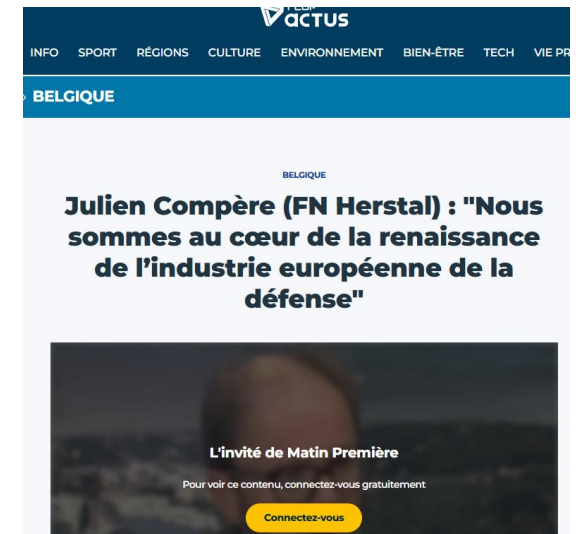 actus
INFO SPORT RÉGIONS CULTURE ENVIRONNEMENT BIEN-ÊTRE TECH VIE PR
› BELGIQUE
BELGIQUE
Julien Compère (FN Herstal) : "Nous
sommes au cœur de la renaissance
de l’industrie européenne de la
défense"
L'invité de Matin Première
Pour voir ce contenu, connectez-vous gratuitement
Connectez-vous